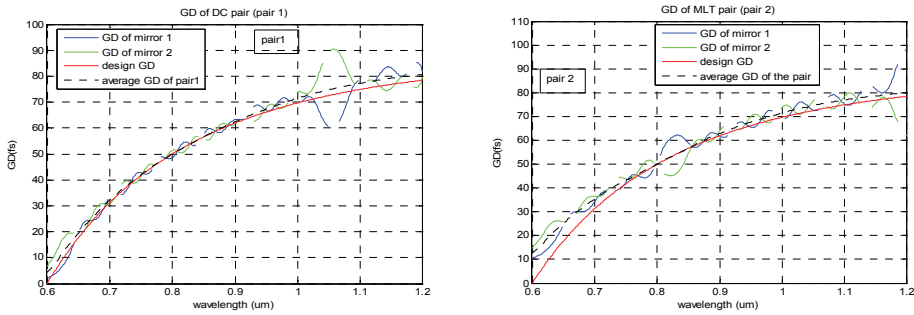 GD of DC pair (pair 1)
GD(fs)
100
90
80
70
60
50
40
30
20
10
0
GD of mirror 1
GD of mirror 2
design GD
average GD of pair1
pair1
0.6 0.7 0.8 0.9 1 1.1 1.2
wavelength (um)
GD of MLT pair (pair 2)
GD(fs)
110
100
90
80
70
60
50
40
30
20
10
0
GD of mirror 1
GD of mirror 2
design GD
average GD of the pair
pair 2
0.6 0.7 0.8 0.9 1 1.1 1.2
wavelength (um)